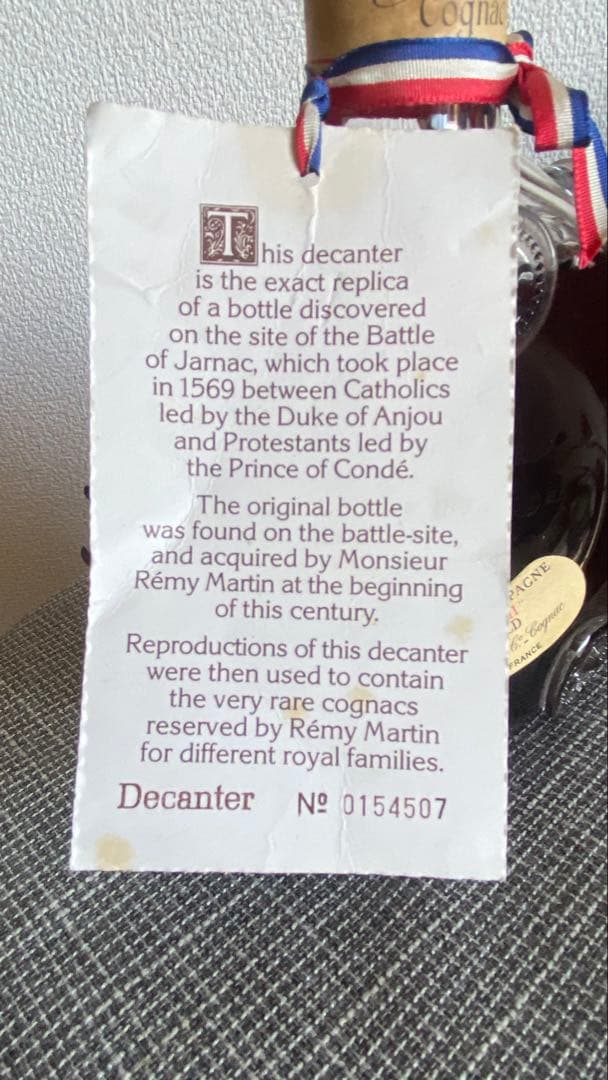 Cognac
This decanter
is the exact replica
of a bottle discovered
on the site of the Battle
of Jarnac, which took place
in 1569 between Catholics
led by the Duke of Anjou
and Protestants led by
the Prince of Condé.
The original bottle
was found on the battle-site,
and acquired by Monsieur
Rémy Martin at the beginning
of this century.
Reproductions of this decanter
were then used to contain
the very rare cognacs
reserved by Rémy Martin
for different royal families.
Decanter Nº 0154507
Cognac
FRANCE